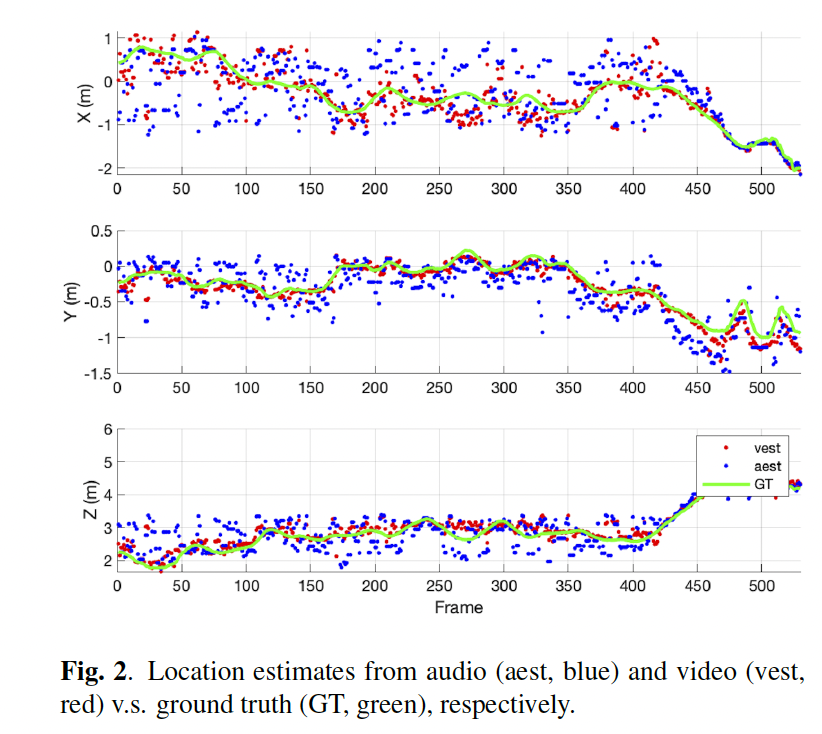 1
0
-1
-2
X (m)
0 50 100 150 200 250 300 350 400 450 500
0.5
0
-0.5
-1
-1.5
Y (m)
0 50 100 150 200 250 300 350 400 450 500
6
5
4
3
2
Z (m)
vest
aest
GT
0 50 100 150 200 250 300 350 400 450 500
Frame
Fig. 2. Location estimates from audio (aest, blue) and video (vest,
red) v.s. ground truth (GT, green), respectively.